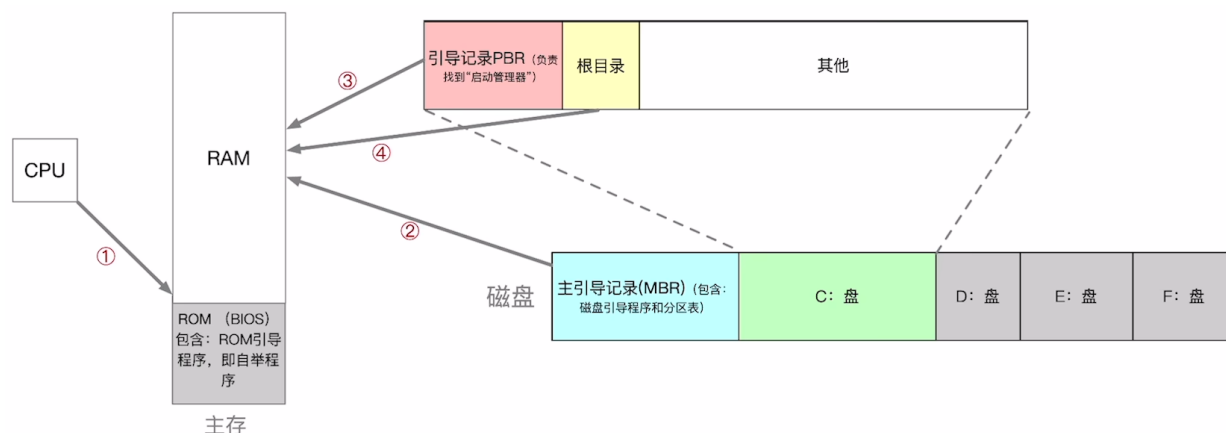 引导记录PBR（负责
找到“启动管理器”）
根目录
其他
③
RAM
④
CPU
②
①
磁盘
主引导记录(MBR)（包含：
磁盘引导程序和分区表）
C：盘
D：盘
E：盘
F：盘
ROM （BIOS）
包含：ROM引导
程序，即自举程
序
主存